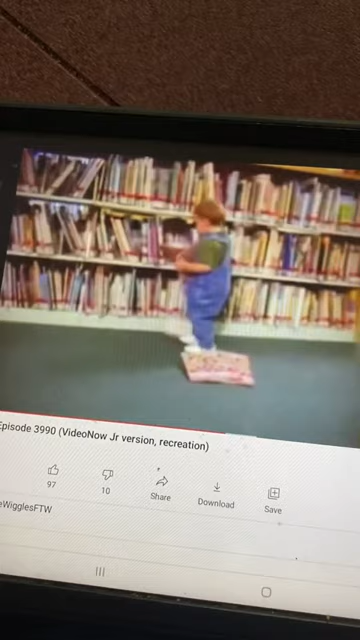 Episode 3990 (VideoNow Jr version, recreation)
97
10
Share
Download
Save
eWigglesFTW